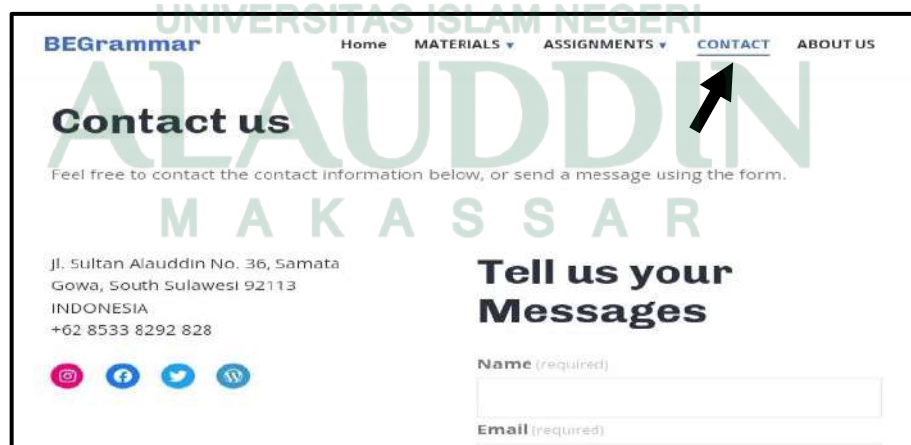 UNIVERSITAS ISLAM NEGERI
BEGrammar Home MATERIALS ▾ ASSIGNMENTS ▾ CONTACT ABOUT US
ALAUDDIN
Contact us
Feel free to contact the contact information below, or send a message using the form.
MAKASSAR
Jl. Sultan Alauddin No. 36, Samata
Gowa, South Sulawesi 92113
INDONESIA
+62 8533 8292 828
Tell us your
Messages
Name (required)
Email (required)